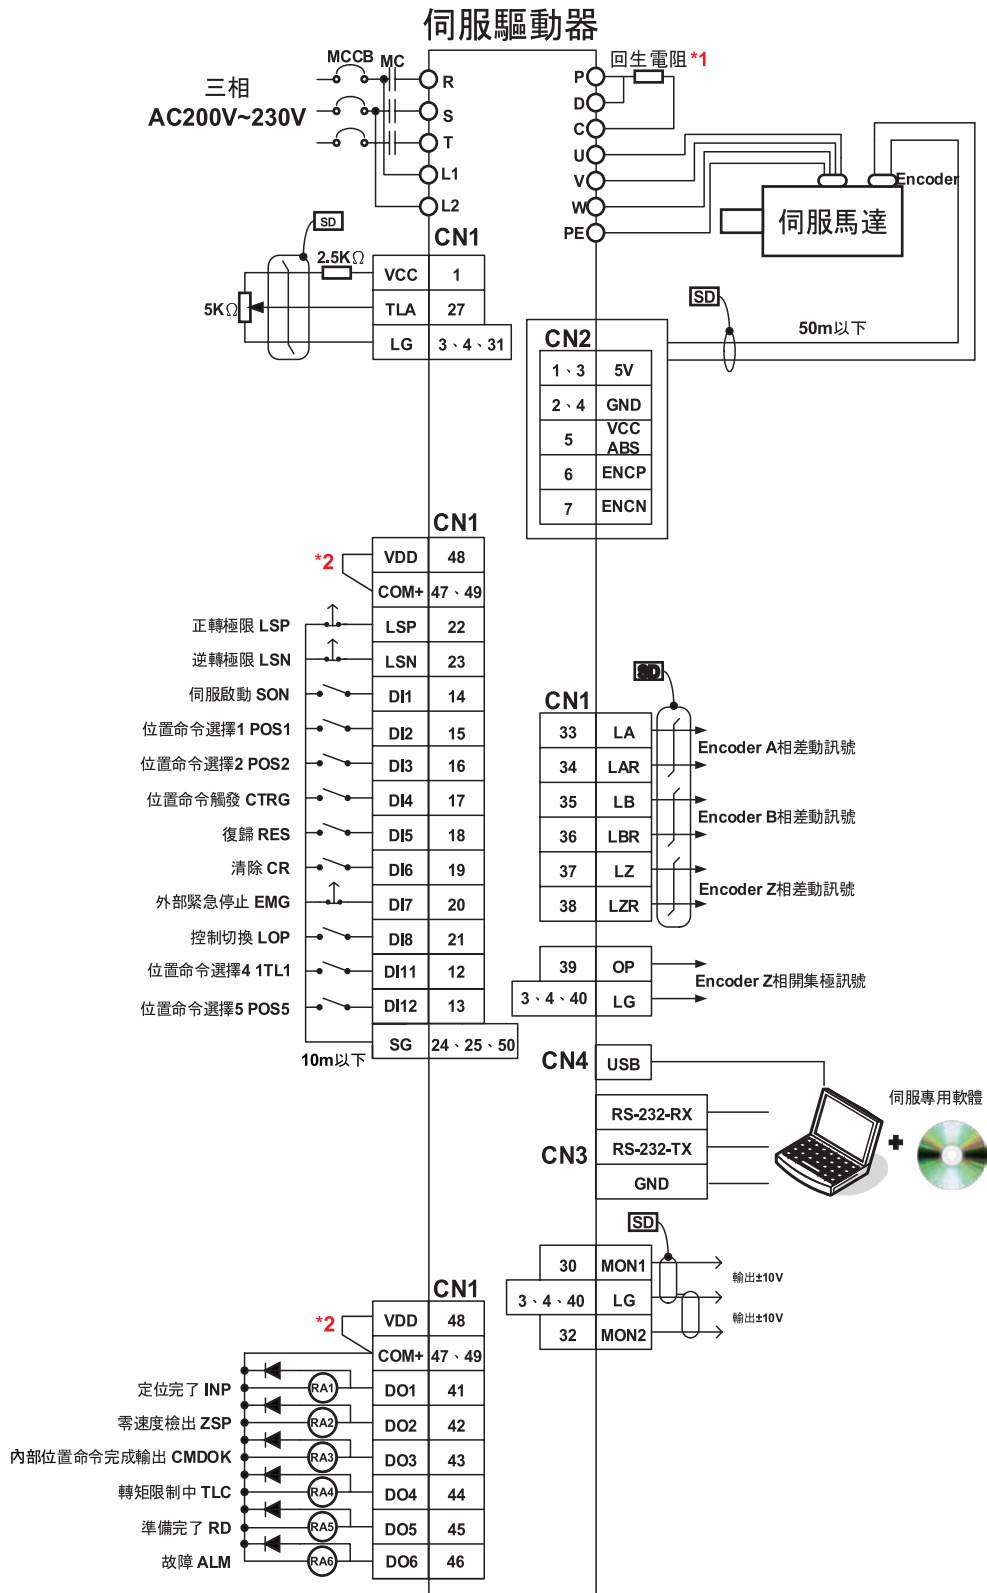 伺服驅動器
MCCB MC
三相
AC200V~230V
R
S
T
L1
L2
P
D
C
U
V
W
PE
回生電阻 *1
Encoder
伺服馬達
SD
50m以下
CN1
SD
2.5KΩ
5KΩ
VCC 1
TLA 27
LG 3、4、31
CN2
1、3 5V
2、4 GND
5 VCC ABS
6 ENCP
7 ENCN
CN1
*2
VDD 48
COM+ 47、49
正轉極限 LSP LSP 22
逆轉極限 LSN LSN 23
伺服啟動 SON DI1 14
位置命令選擇1 POS1 DI2 15
位置命令選擇2 POS2 DI3 16
位置命令觸發 CTRG DI4 17
復歸 RES DI5 18
清除 CR DI6 19
外部緊急停止 EMG DI7 20
控制切換 LOP DI8 21
位置命令選擇4 1TL1 DI11 12
位置命令選擇5 POS5 DI12 13
SG 24、25、50
10m以下
SD
CN1
33 LA
34 LAR
35 LB
36 LBR
37 LZ
38 LZR
Encoder A相差動訊號
Encoder B相差動訊號
Encoder Z相差動訊號
39 OP
3、4、40 LG
Encoder Z相開集極訊號
CN4 USB
CN3
RS-232-RX
RS-232-TX
GND
伺服專用軟體
+
SD
30 MON1
3、4、40 LG
32 MON2
輸出±10V
輸出±10V
CN1
*2
VDD 48
COM+ 47、49
定位完了 INP RA1 DO1 41
零速度檢出 ZSP RA2 DO2 42
內部位置命令完成輸出 CMDOK RA3 DO3 43
轉矩限制中 TLC RA4 DO4 44
準備完了 RD RA5 DO5 45
故障 ALM RA6 DO6 46